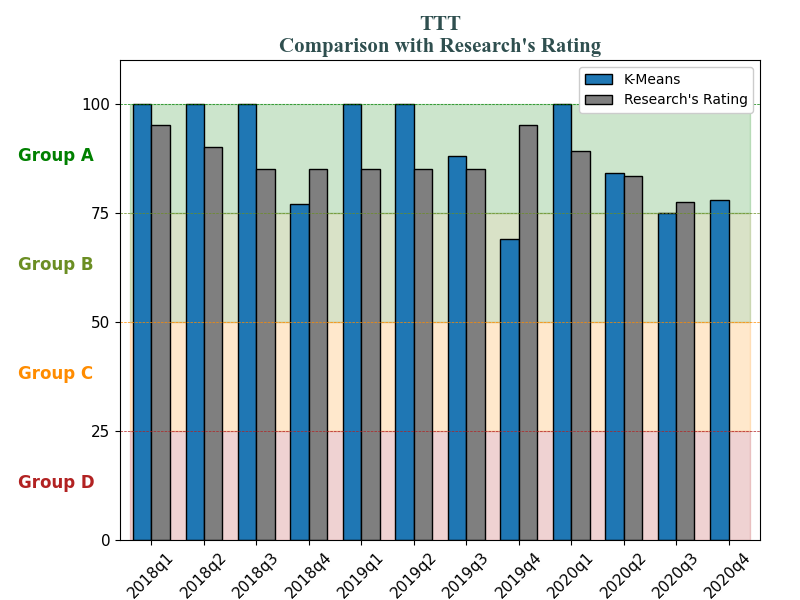 TTT
Comparison with Research's Rating
K-Means
Research's Rating
100
Group A
75
Group B
50
Group C
25
Group D
0
2018q1
2018q2
2018q3
2018q4
2019q1
2019q2
2019q3
2019q4
2020q1
2020q2
2020q3
2020q4